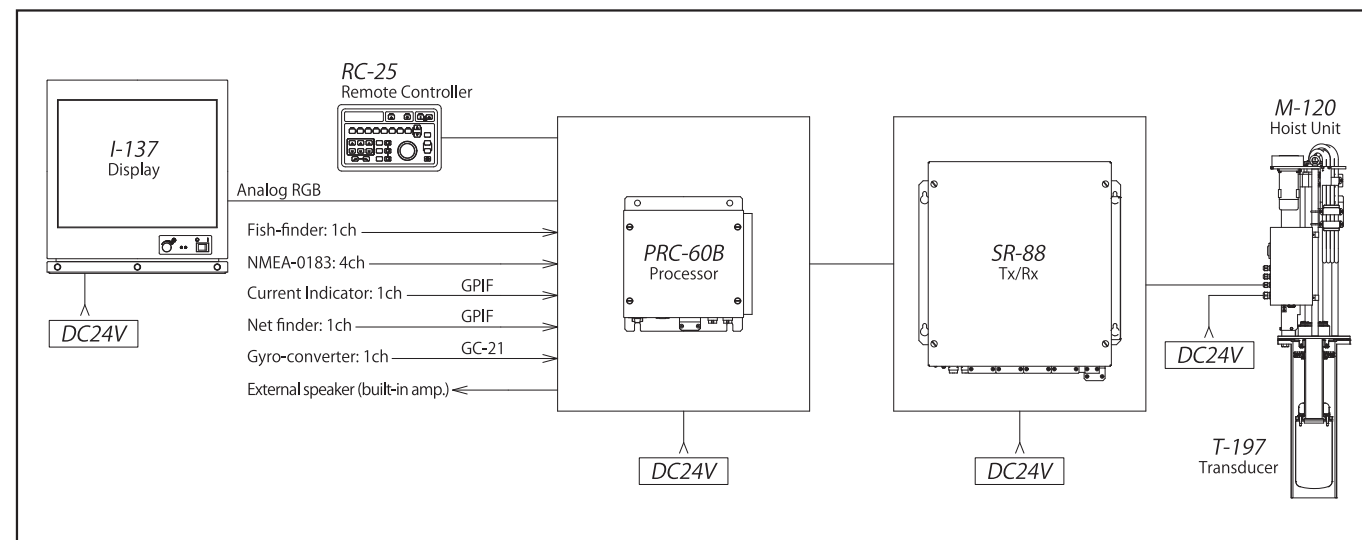 RC-25
Remote Controller
I-137
Display
Analog RGB
Fish-finder: 1ch
NMEA-0183: 4ch
Current Indicator: 1ch GPIF
Net finder: 1ch GPIF
Gyro-converter: 1ch GC-21
External speaker (built-in amp.)
DC24V
PRC-60B
Processor
DC24V
SR-88
Tx/Rx
DC24V
M-120
Hoist Unit
DC24V
T-197
Transducer